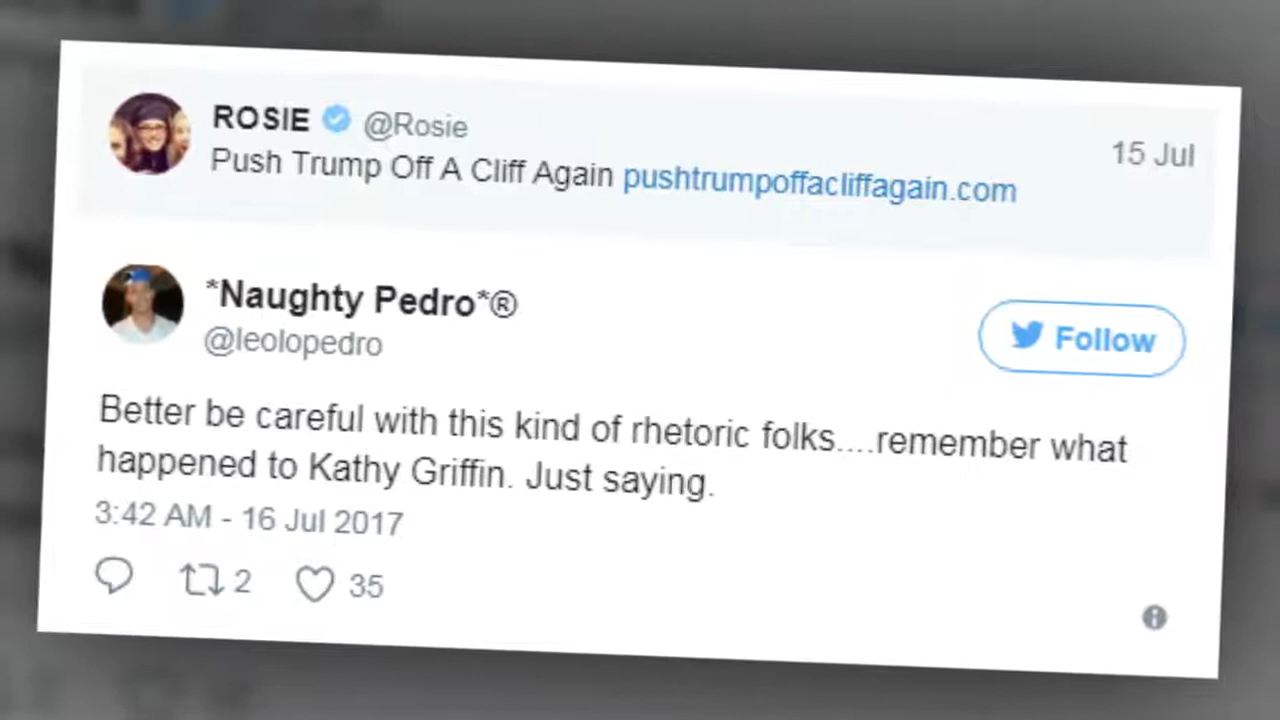 ROSIE @Rosie 15 Jul
Push Trump Off A Cliff Again pushtrumpoffacliffagain.com
*Naughty Pedro*®
@leolopedro
Follow
Better be careful with this kind of rhetoric folks....remember what
happened to Kathy Griffin. Just saying.
3:42 AM - 16 Jul 2017
2 35